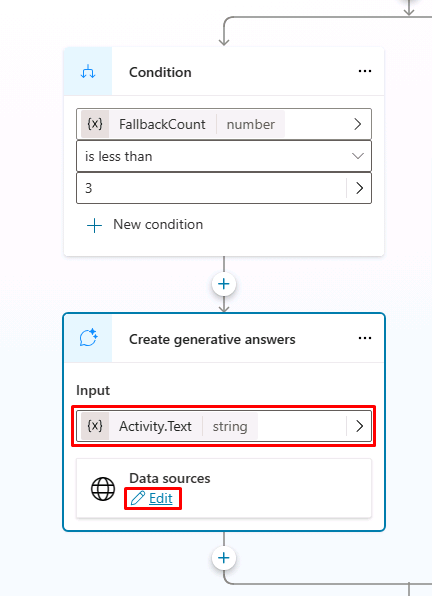 Condition
{x} FallbackCount number
is less than
3
New condition
Create generative answers
Input
{x} Activity.Text string
Data sources
Edit